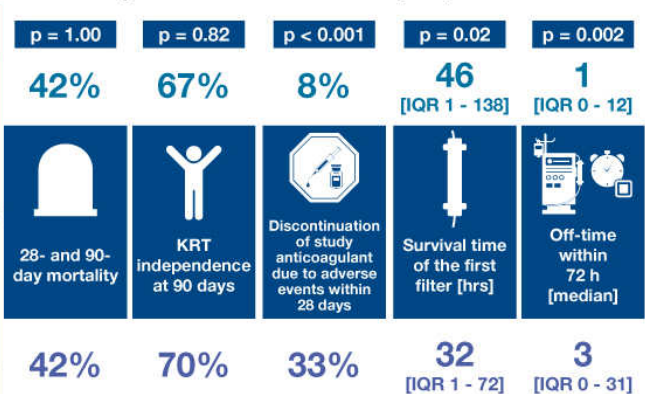 p = 1.00
p = 0.82
p < 0.001
p = 0.02
p = 0.002
42%
67%
8%
46
[IQR 1 - 138]
1
[IQR 0 - 12]
28- and 90-
day mortality
KRT
independence
at 90 days
Discontinuation
of study
anticoagulant
due to adverse
events within
28 days
Survival time
of the first
filter [hrs]
Off-time
within
72 h
[median]
42%
70%
33%
32
[IQR 1 - 72]
3
[IQR 0 - 31]